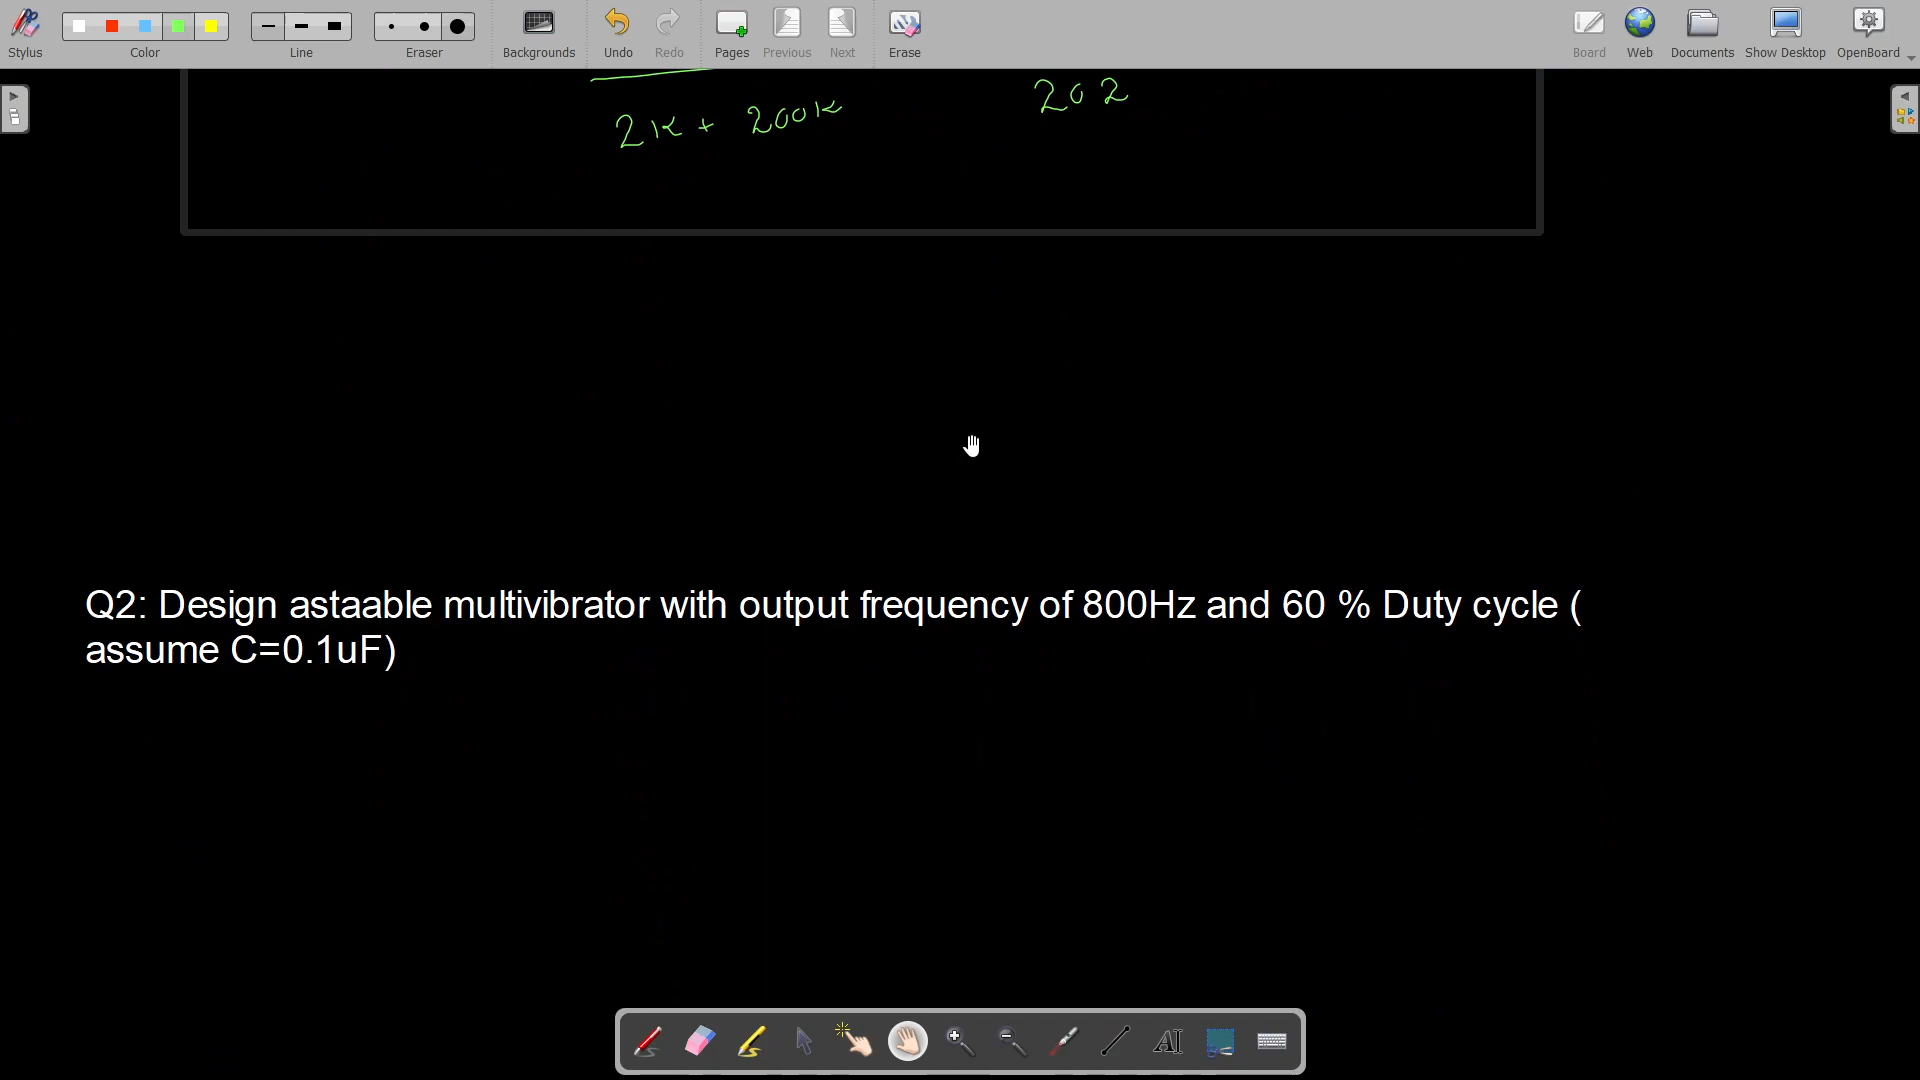 Stylus Color Line Eraser Backgrounds Undo Redo Pages Previous Next Erase Board Web Documents Show Desktop OpenBoard
2K + 200K 202
Q2: Design astaable multivibrator with output frequency of 800Hz and 60 % Duty cycle (
assume C=0.1uF)